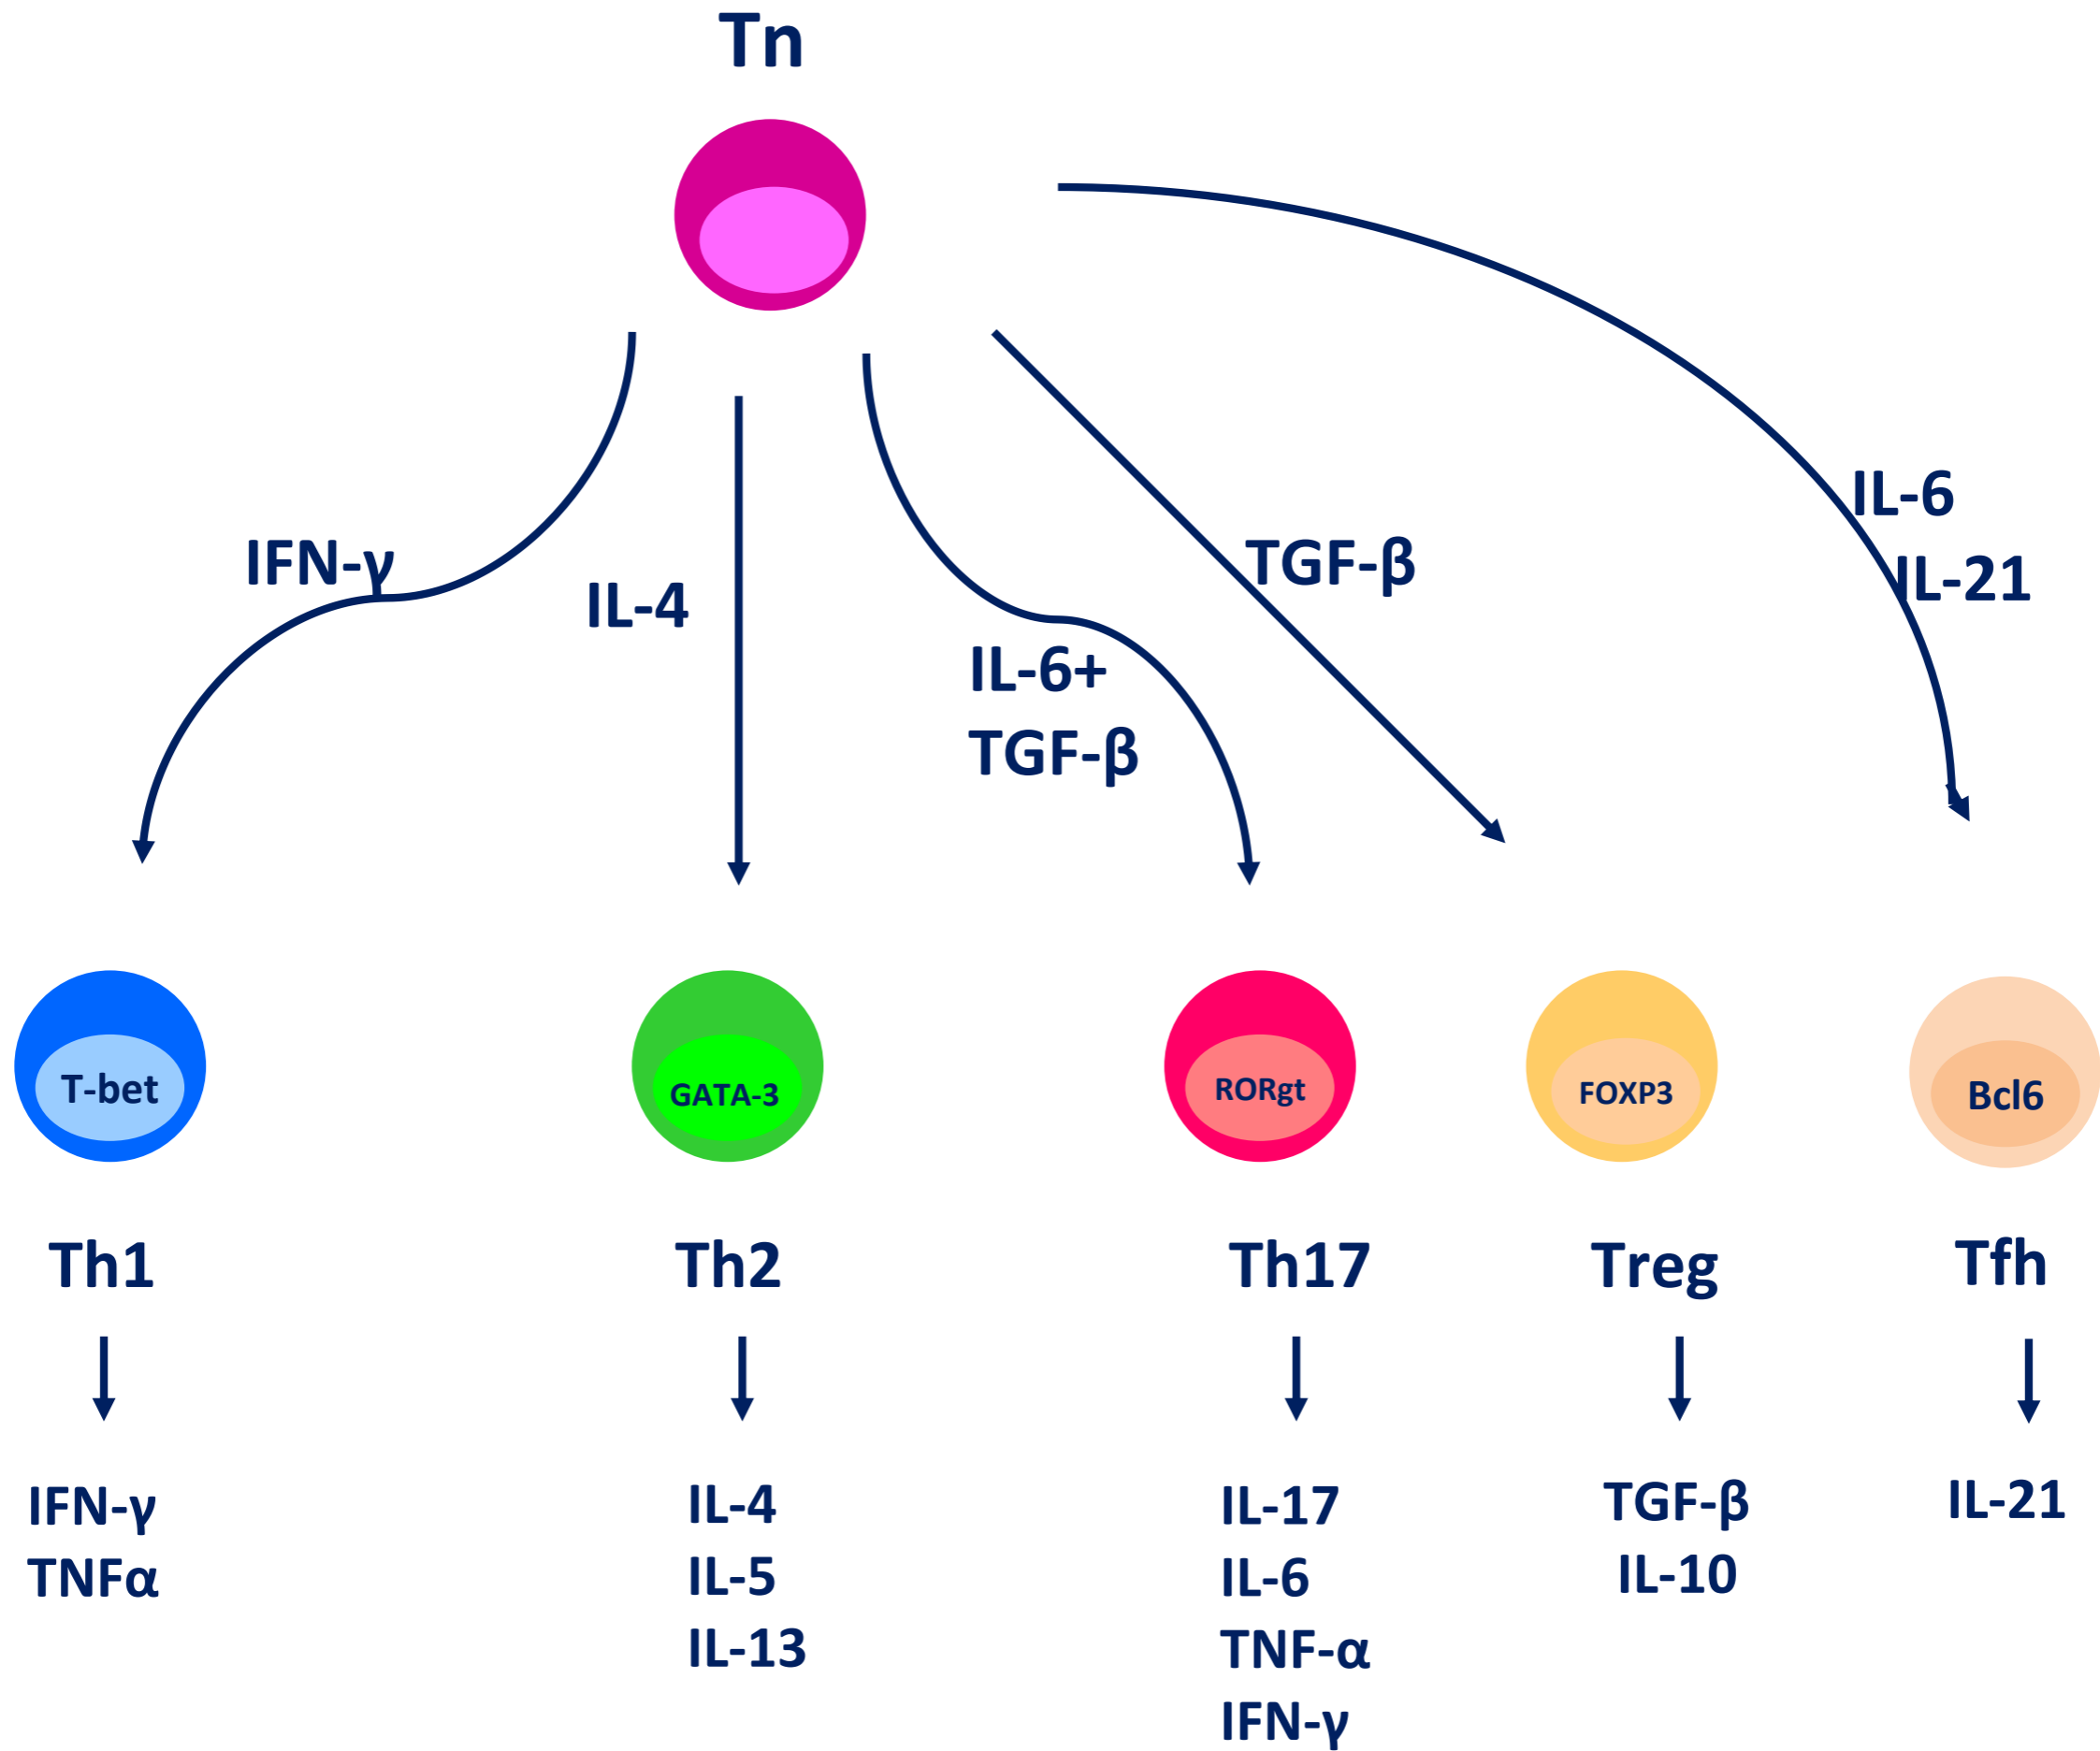 Tn
IFN-γ
IL-4
IL-6+
TGF-β
TGF-β
IL-6
IL-21
T-bet
GATA-3
RORgt
FOXP3
Bcl6
Th1
Th2
Th17
Treg
Tfh
IFN-γ
TNFα
IL-4
IL-5
IL-13
IL-17
IL-6
TNF-α
IFN-γ
TGF-β
IL-10
IL-21